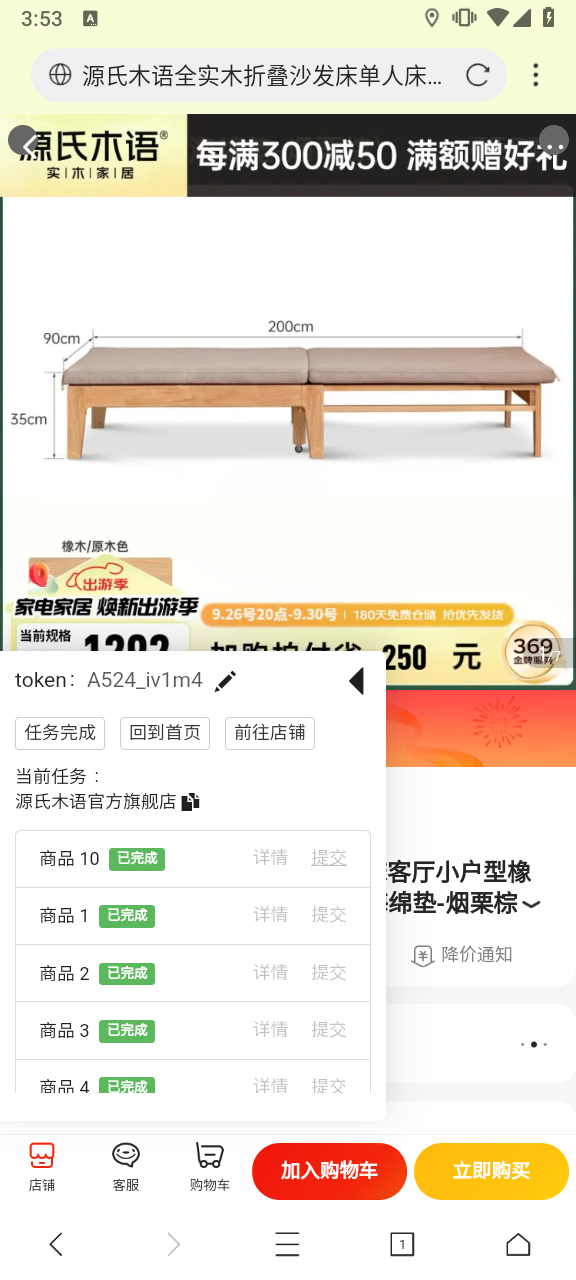 3:53
A
源氏木语全实木折叠沙发床单人床...
源氏木语®
实|木|家|居
每满300减50 满额赠好礼
200cm
90cm
35cm
橡木/原木色
出游季
家电家居 焕新出游季
9.26号20点-9.30号 | 180天免费仓储 抢优先发货
当前规格
1292
加购拍付省 250 元
369
金牌服务
token： A524_iv1m4
任务完成
回到首页
前往店铺
当前任务：
源氏木语官方旗舰店
商品 10 已完成 详情 提交
商品 1 已完成 详情 提交
商品 2 已完成 详情 提交
商品 3 已完成 详情 提交
商品 4 已完成 详情 提交
客厅小户型橡
绵垫-烟栗棕
降价通知
店铺
客服
购物车
加入购物车
立即购买
1